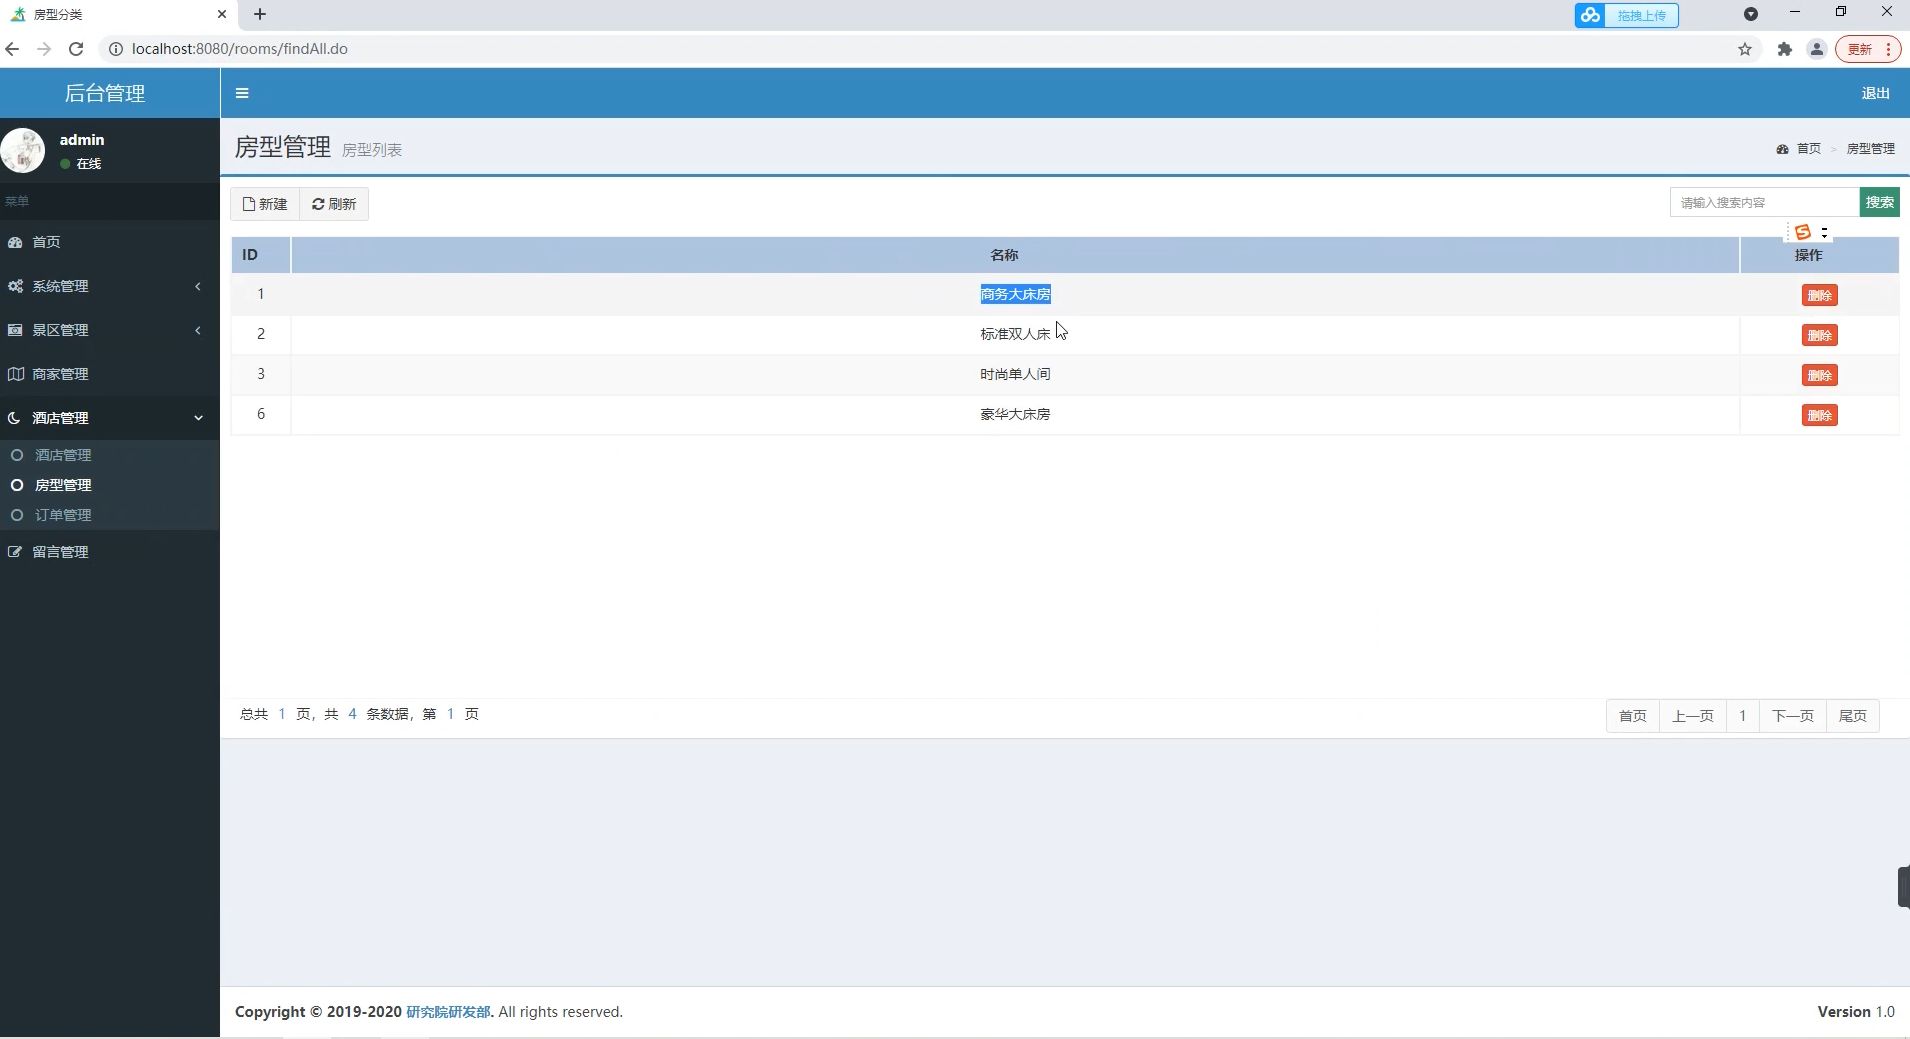 房型分类
拖拽上传
localhost:8080/rooms/findAll.do
更新
后台管理
退出
admin
在线
房型管理 房型列表
首页 > 房型管理
菜单
新建 刷新
请输入搜索内容 搜索
首页
系统管理
景区管理
商家管理
酒店管理
酒店管理
房型管理
订单管理
留言管理
ID 名称 操作
1 商务大床房 删除
2 标准双人床 删除
3 时尚单人间 删除
6 豪华大床房 删除
总共 1 页，共 4 条数据，第 1 页
首页 上一页 1 下一页 尾页
Copyright © 2019-2020 研究院研发部. All rights reserved.
Version 1.0